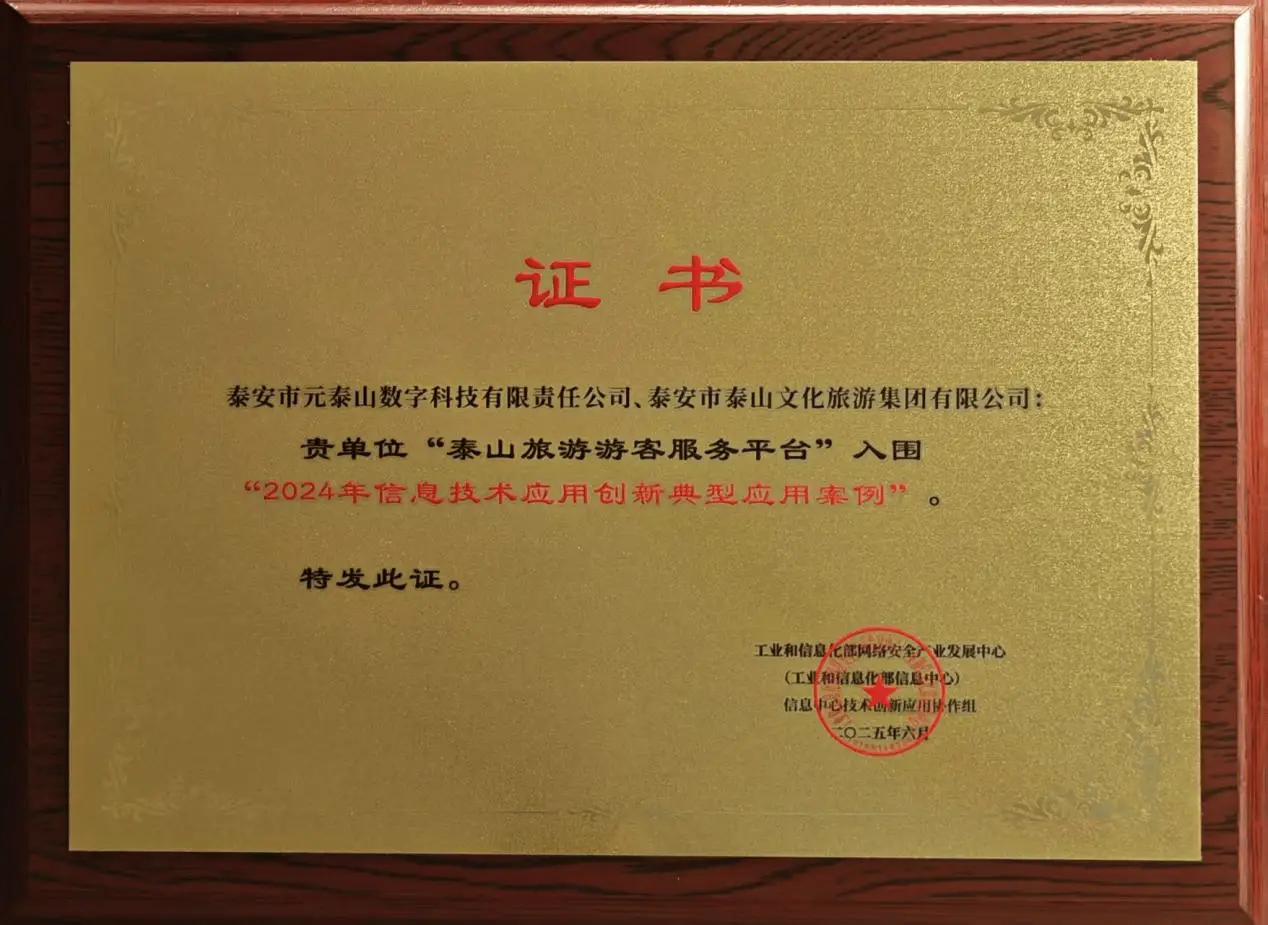 证 书
泰安市元泰山数字科技有限责任公司、泰安市泰山文化旅游集团有限公司：
贵单位“泰山旅游游客服务平台”入围
“2024年信息技术应用创新典型应用案例”。
特发此证。
工业和信息化部网络安全产业发展中心
（工业和信息化部信息中心）
信息中心技术创新应用协作组
二〇二五年六月